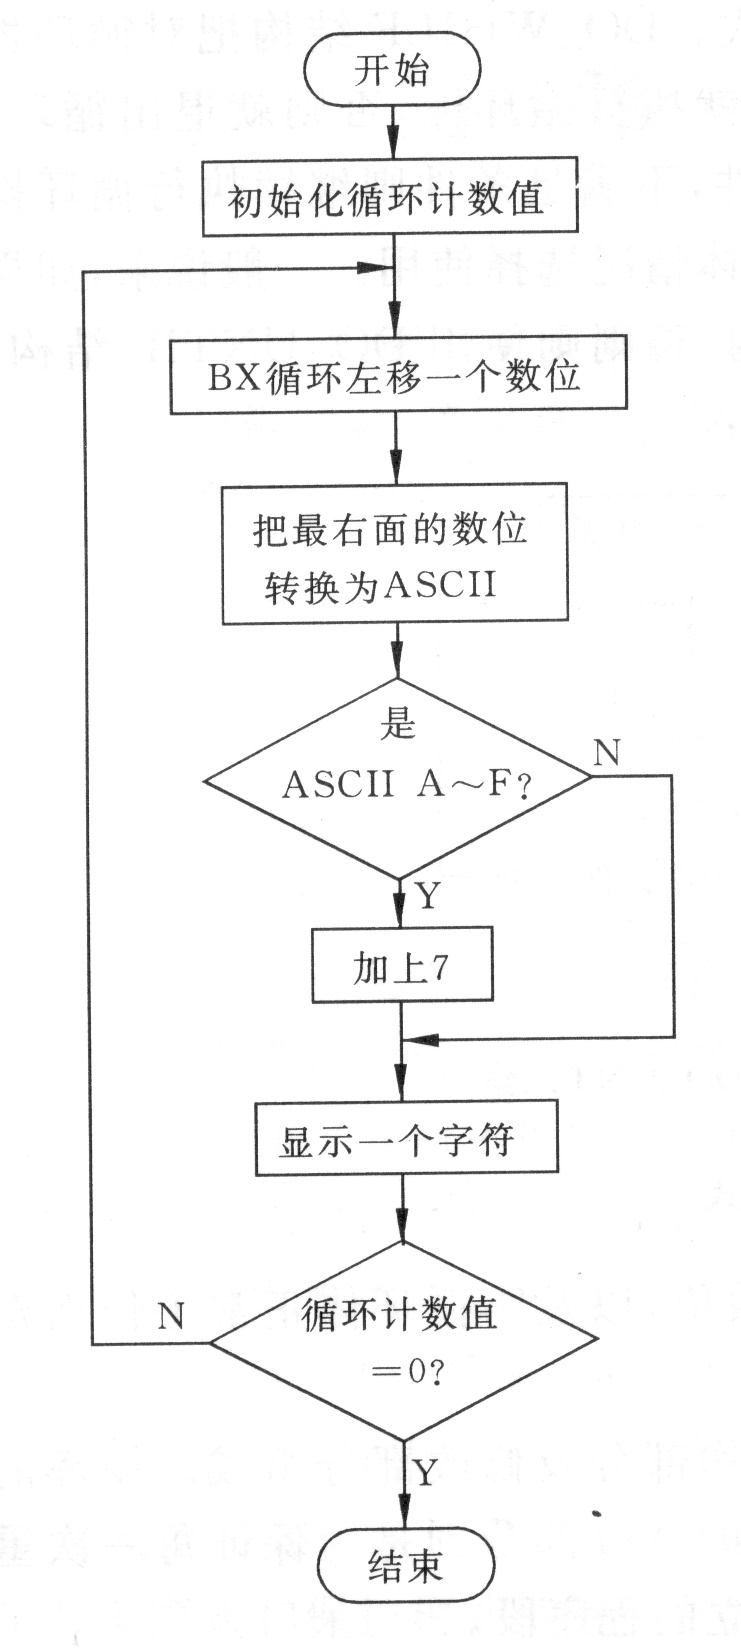 开始
初始化循环计数值
BX循环左移一个数位
把最右面的数位
转换为ASCII
是
ASCII A～F?
N
Y
加上7
显示一个字符
循环计数值
=0?
N
Y
结束